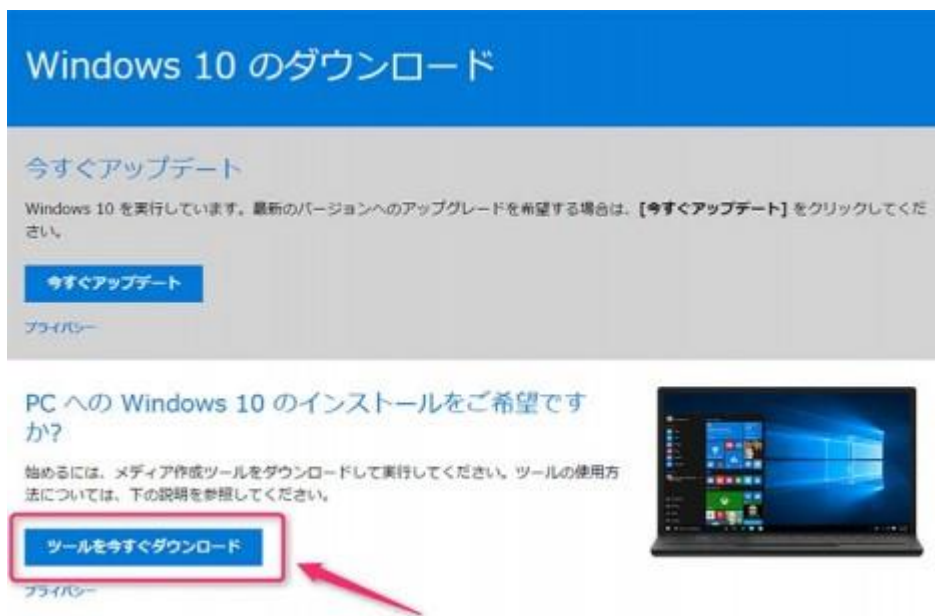 Windows 10 のダウンロード
今すぐアップデート
Windows 10 を実行しています。最新のバージョンへのアップグレードを希望する場合は、[今すぐアップデート] をクリックしてくだ
さい。
今すぐアップデート
プライバシー
PC への Windows 10 のインストールをご希望です
か?
始めるには、メディア作成ツールをダウンロードして実行してください。ツールの使用方
法については、下の説明を参照してください。
ツールを今すぐダウンロード
プライバシー